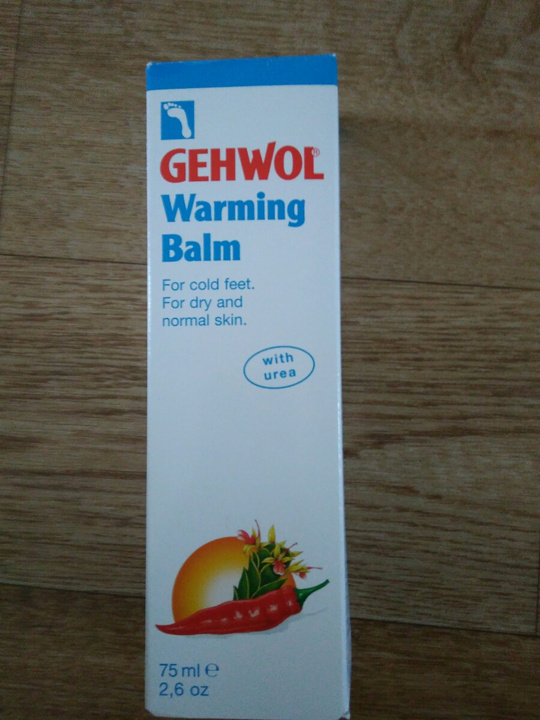 GEHWOL®
Warming
Balm
For cold feet.
For dry and
normal skin.
with
urea
75 ml ℮
2,6 oz